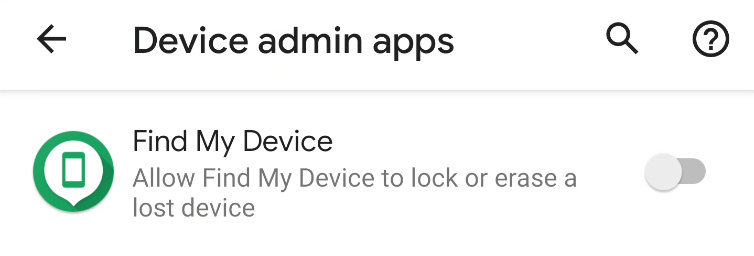 Device admin apps
Find My Device
Allow Find My Device to lock or erase a
lost device